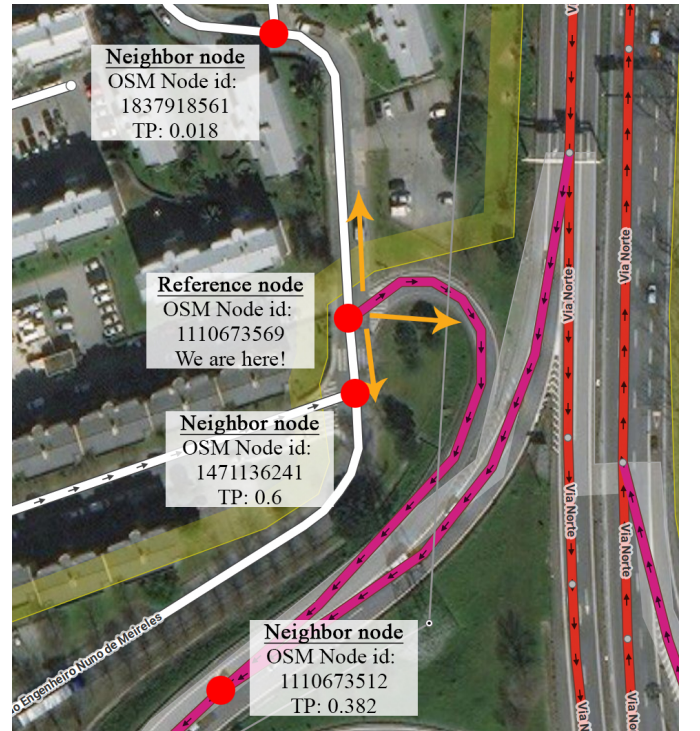 Neighbor node
OSM Node id:
1837918561
TP: 0.018
Reference node
OSM Node id:
1110673569
We are here!
Neighbor node
OSM Node id:
1471136241
TP: 0.6
Neighbor node
OSM Node id:
1110673512
TP: 0.382
Via Norte
Via Norte
Via Norte
Via Norte
Via Norte
o Engenheiro Nuno de Meireles
V
Via N
Via N